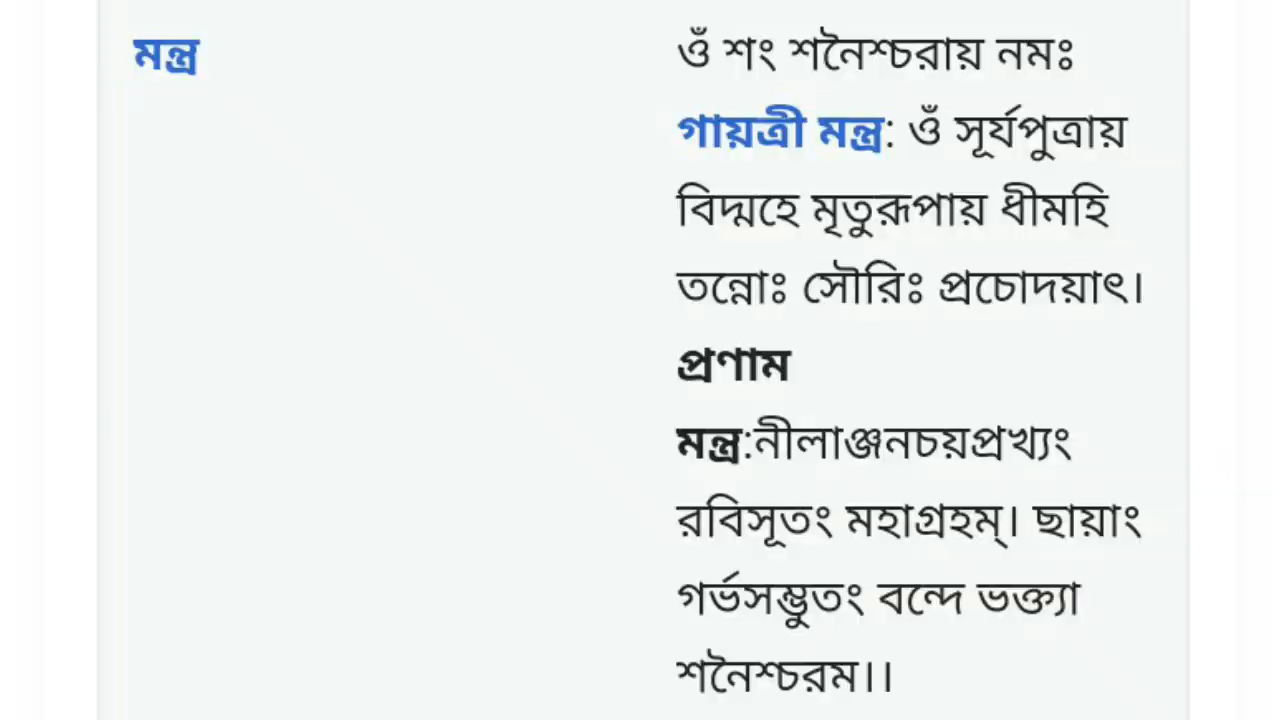 মন্ত্র
ওঁ শং শনৈশ্চরায় নমঃ
গায়ত্রী মন্ত্র: ওঁ সূর্যপুত্রায়
বিদ্মহে মৃতুরূপায় ধীমহি
তন্নোঃ সৌরিঃ প্রচোদয়াৎ।
প্রণাম
মন্ত্র:নীলাঞ্জনচয়প্রখ্যং
রবিসূতং মহাগ্রহম্। ছায়াং
গর্ভসম্ভুতং বন্দে ভক্ত্যা
শনৈশ্চরম।।